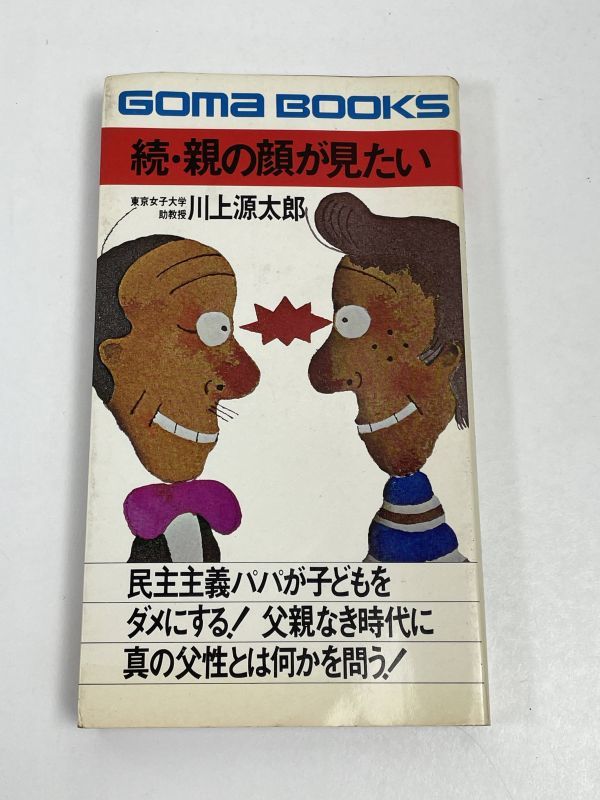 GOMA BOOKS
続・親の顔が見たい
東京女子大学
助教授 川上源太郎
民主主義パパが子どもを
ダメにする！ 父親なき時代に
真の父性とは何かを問う！